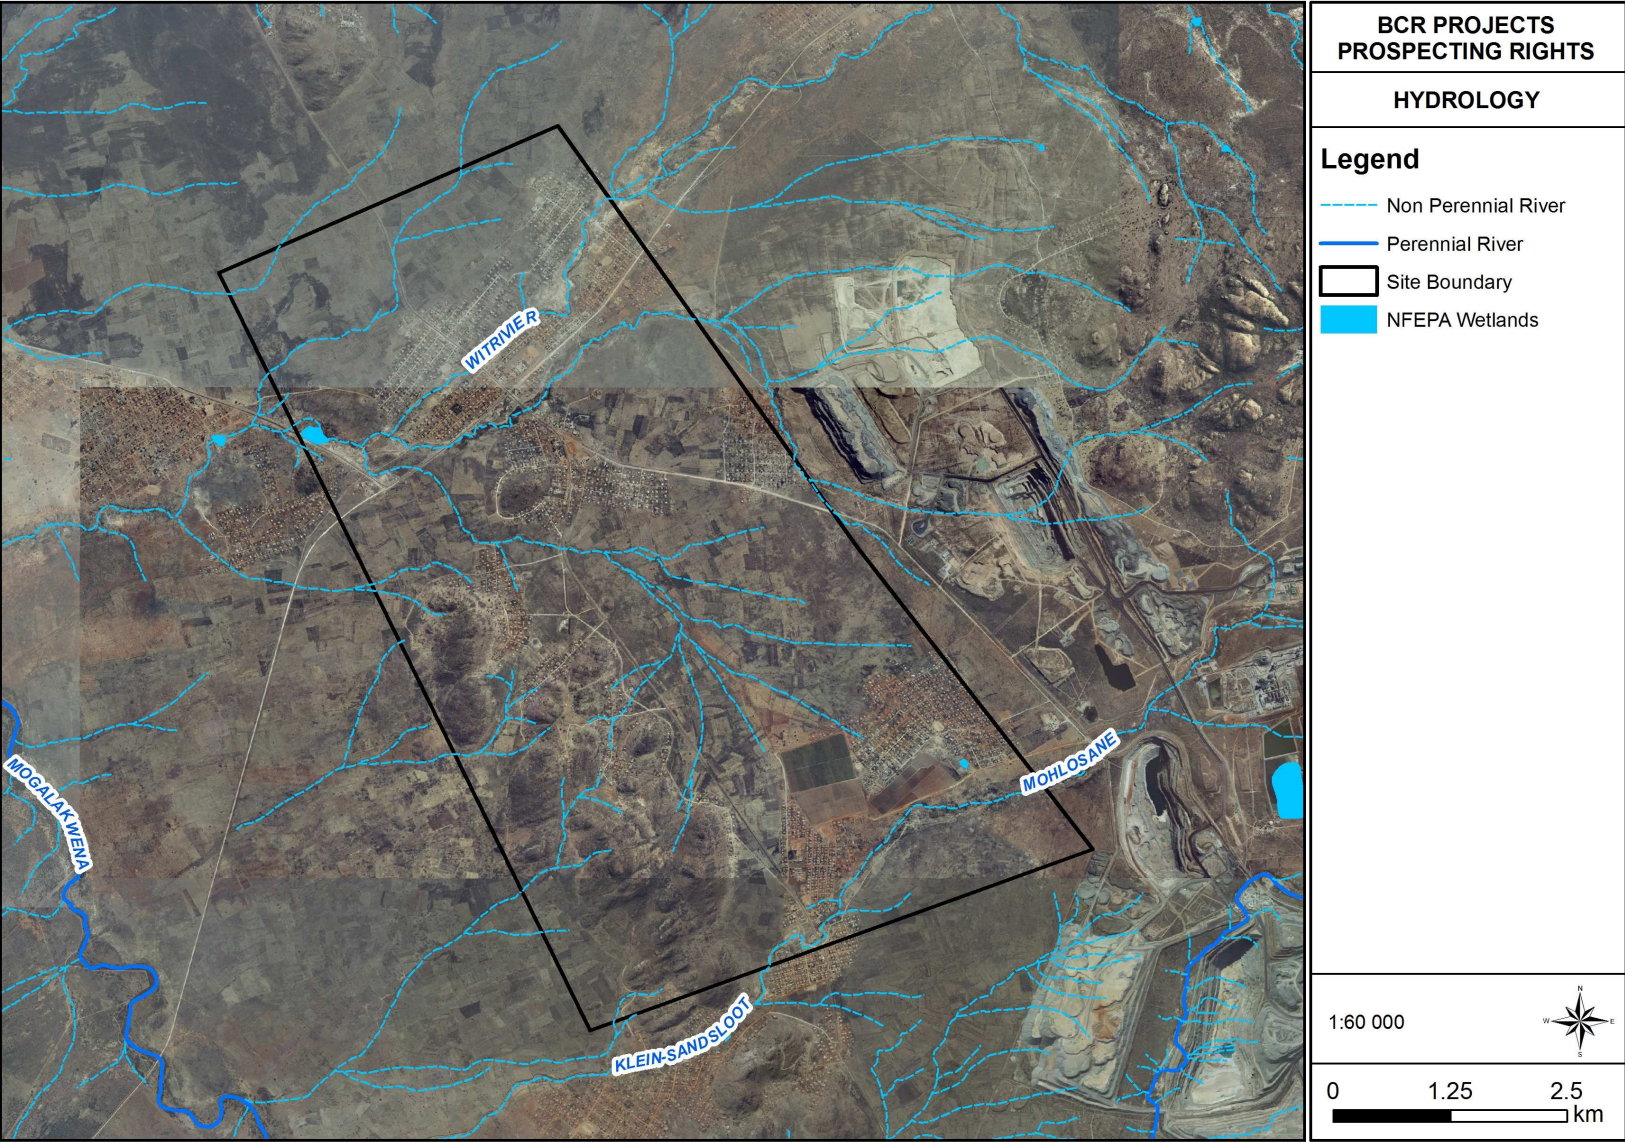 BCR PROJECTS
PROSPECTING RIGHTS
HYDROLOGY
Legend
Non Perennial River
Perennial River
Site Boundary
NFEPA Wetlands
WITRIVIER
MOHLOSANE
MOGALAKWENA
KLEIN-SANDSLOOT
1:60 000
N
W E
S
0 1.25 2.5
km